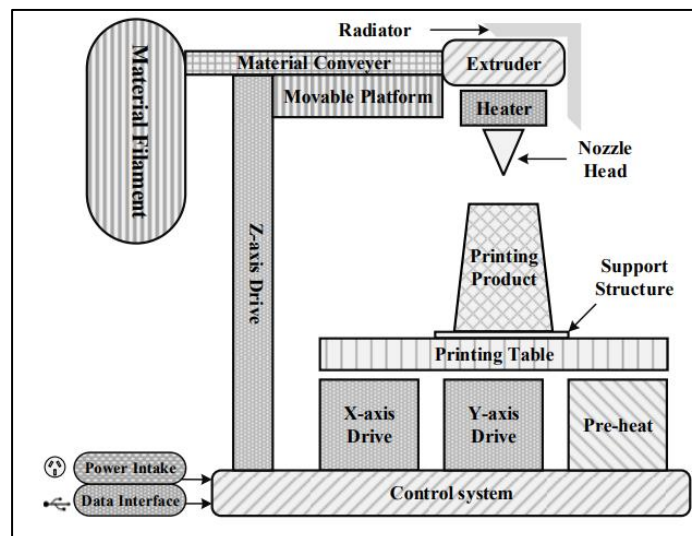 Radiator
Material Conveyer
Extruder
Movable Platform
Heater
Material Filament
Nozzle
Head
Z-axis Drive
Printing
Product
Support
Structure
Printing Table
X-axis
Drive
Y-axis
Drive
Pre-heat
Power Intake
Data Interface
Control system